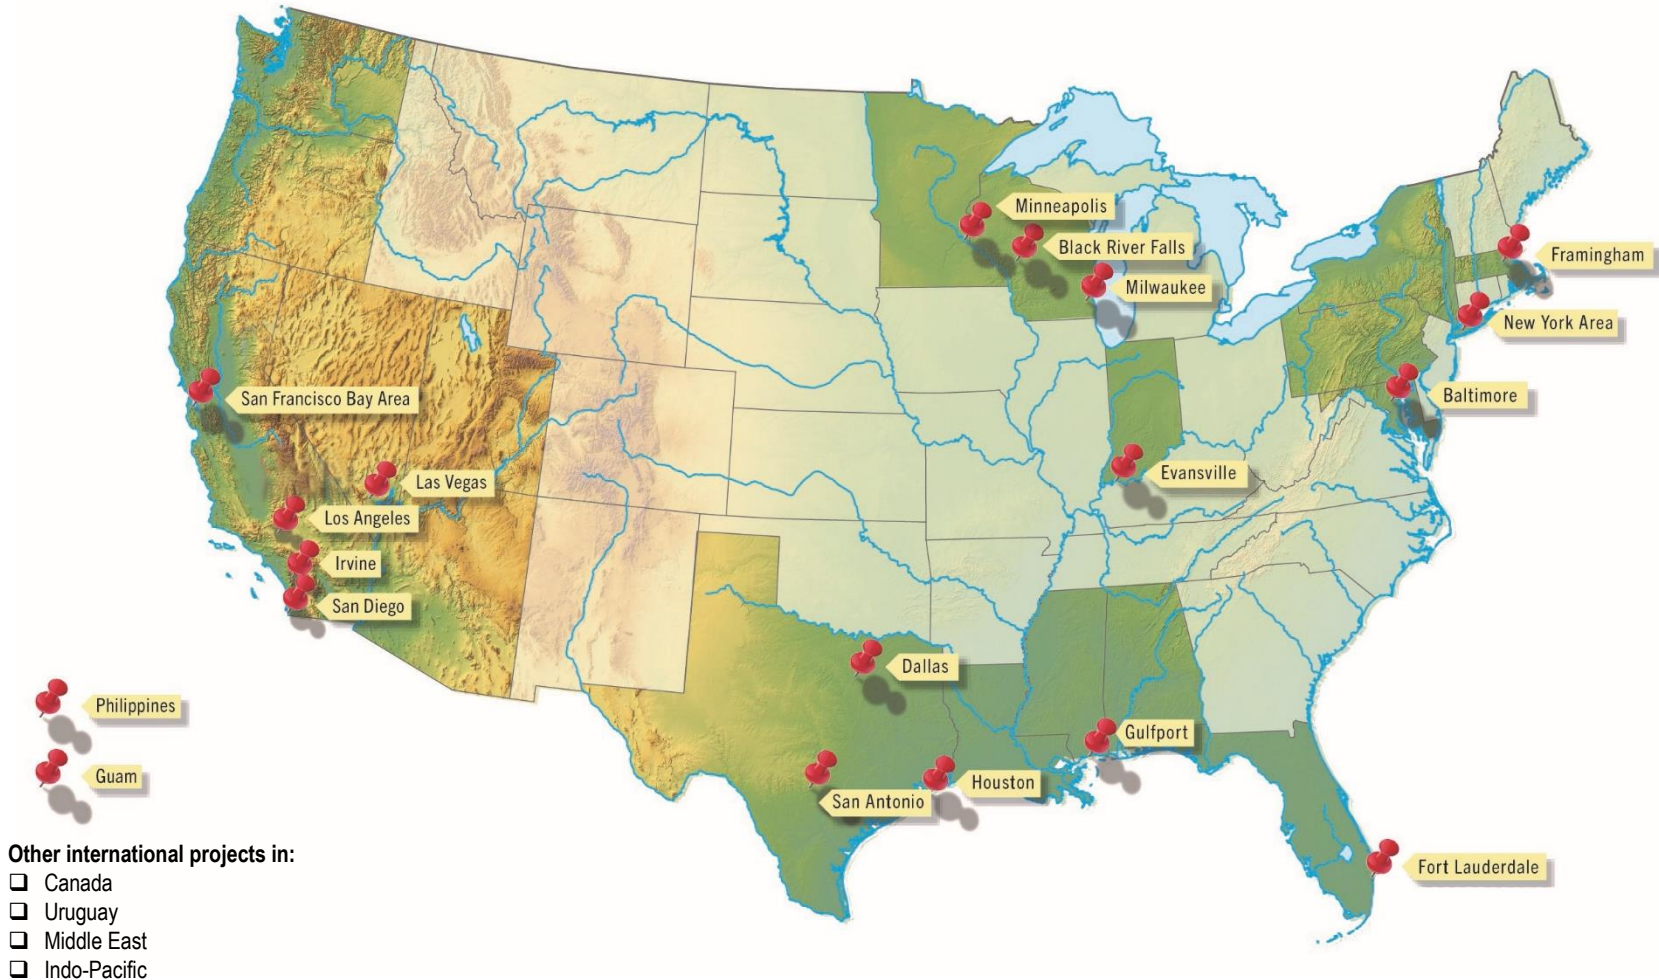 Minneapolis
Black River Falls
Milwaukee
Framingham
New York Area
Baltimore
San Francisco Bay Area
Evansville
Las Vegas
Los Angeles
Irvine
San Diego
Dallas
Philippines
Gulfport
Guam
Houston
San Antonio
Fort Lauderdale
Other international projects in:
❑ Canada
❑ Uruguay
❑ Middle East
❑ Indo-Pacific